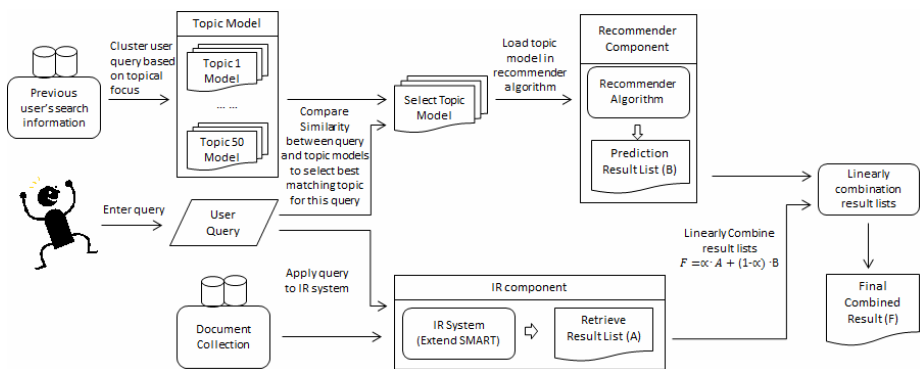 Previous
user's search
information
Cluster user
query based
on topical
focus
Topic Model
Topic 1
Model
... ...
Topic 50
Model
Compare
Similarity
between query
and topic models
to select best
matching topic
for this query
Select Topic
Model
Load topic
model in
recommender
algorithm
Recommender
Component
Recommender
Algorithm
Prediction
Result List (B)
Enter query
User
Query
Apply query
to IR system
Document
Collection
IR component
IR System
(Extend SMART)
Retrieve
Result List (A)
Linearly Combine
result lists
F =∝· A + (1-∝) ·B
Linearly
combination
result lists
Final
Combined
Result (F)